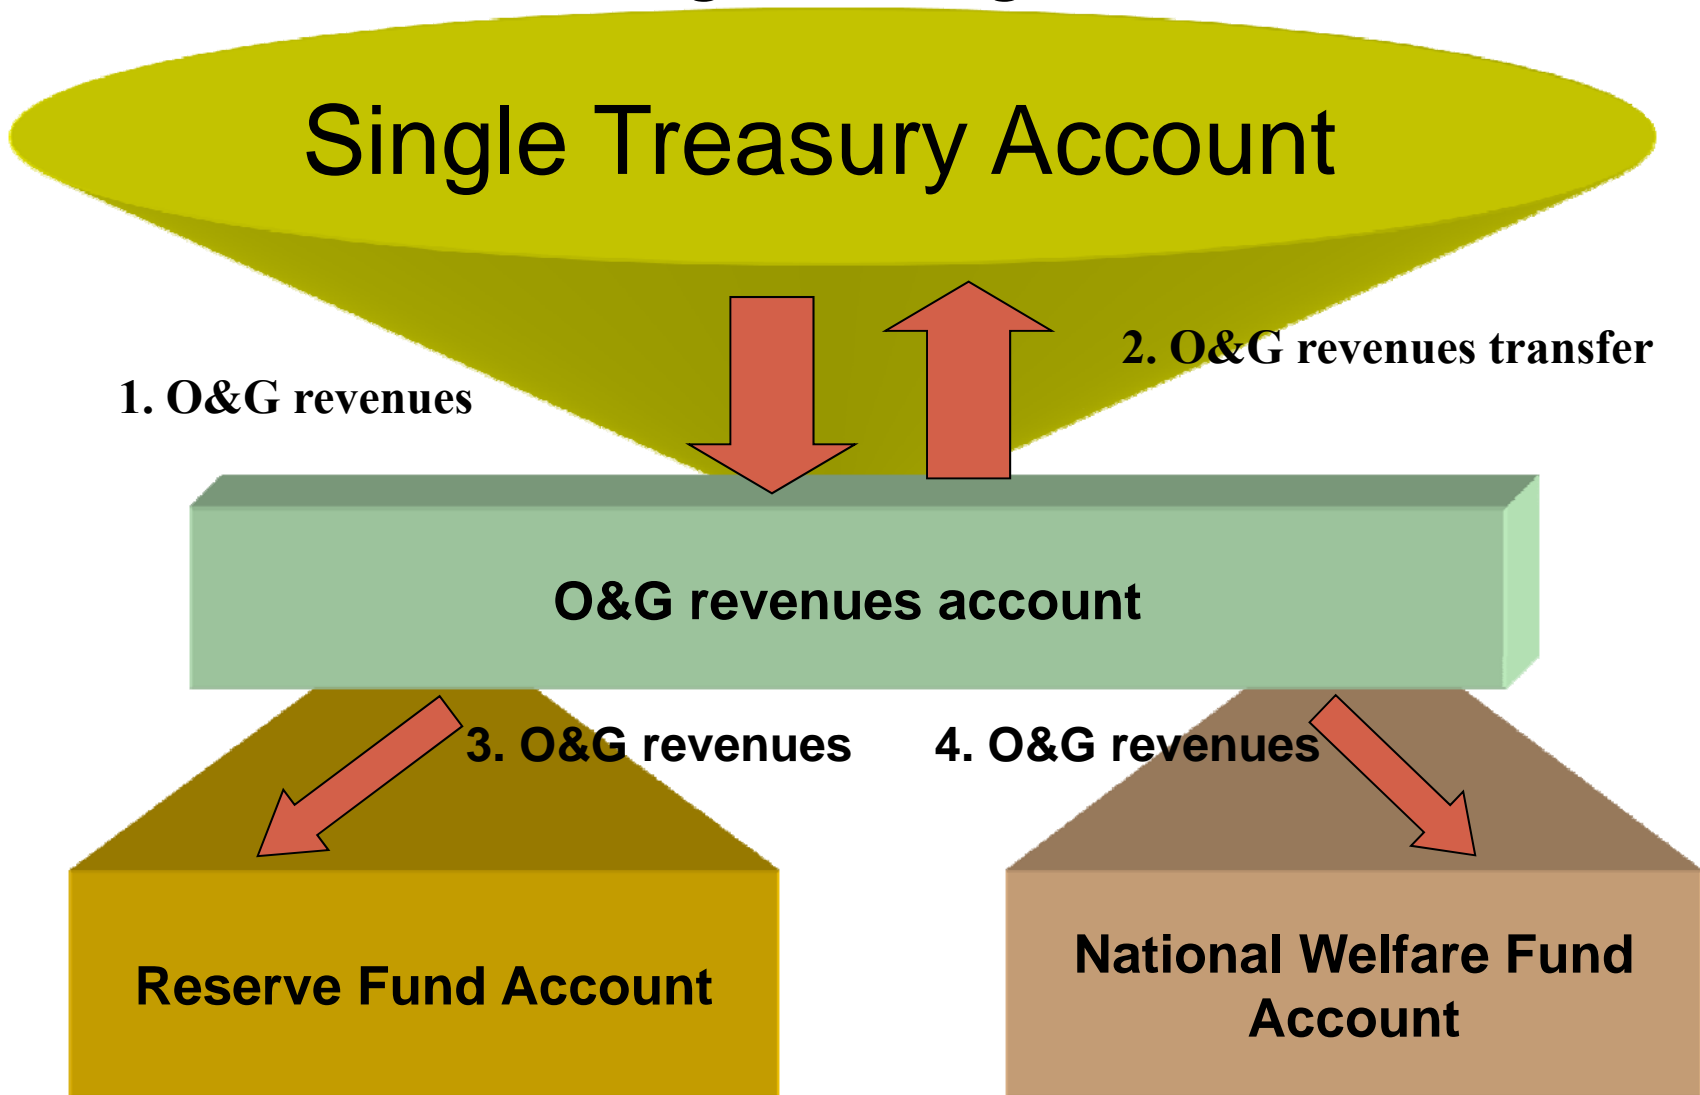 Single Treasury Account
2. O&G revenues transfer
1. O&G revenues
O&G revenues account
3. O&G revenues
4. O&G revenues
Reserve Fund Account
National Welfare Fund
Account